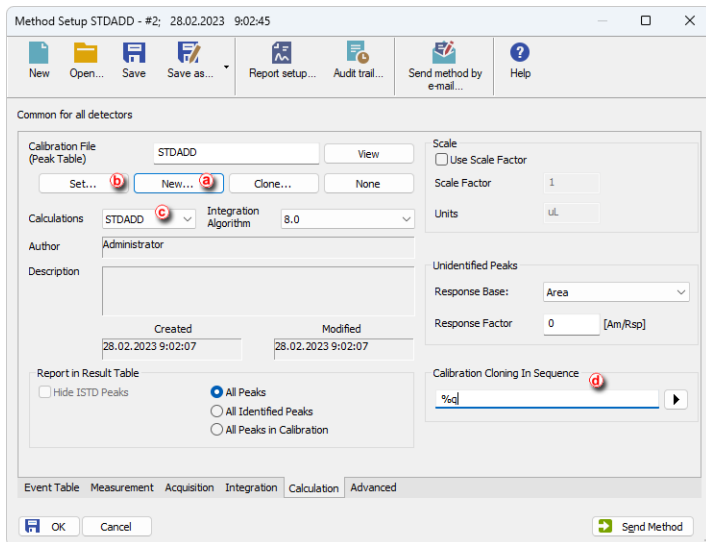 Method Setup STDADD - #2;  28.02.2023  9:02:45
New Open... Save Save as... Report setup... Audit trail... Send method by e-mail... Help
Common for all detectors
Calibration File
(Peak Table)
STDADD
View
Set... b New... a Clone... None
Calculations STDADD c Integration Algorithm 8.0
Author Administrator
Description
Created Modified
28.02.2023 9:02:07 28.02.2023 9:02:07
Report in Result Table
Hide ISTD Peaks All Peaks
All Identified Peaks
All Peaks in Calibration
Scale
Use Scale Factor
Scale Factor 1
Units uL
Unidentified Peaks
Response Base: Area
Response Factor 0 [Am/Rsp]
Calibration Cloning In Sequence d
%q
Event Table Measurement Acquisition Integration Calculation Advanced
OK Cancel Send Method